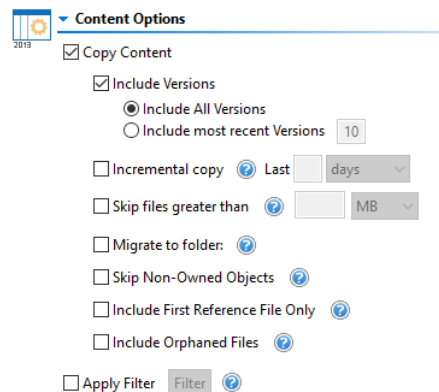 Content Options
2013
Copy Content
Include Versions
Include All Versions
Include most recent Versions 10
Incremental copy ? Last days
Skip files greater than ? MB
Migrate to folder: ?
Skip Non-Owned Objects ?
Include First Reference File Only ?
Include Orphaned Files ?
Apply Filter Filter ?